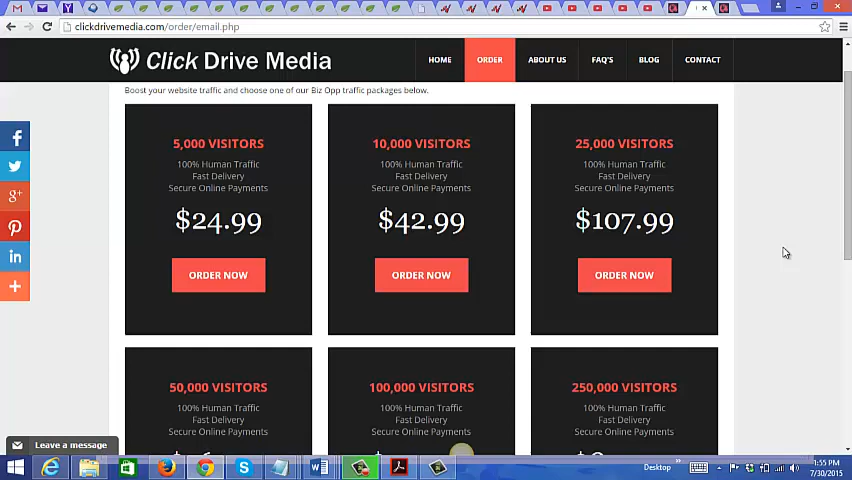 clickdrivemedia.com/order/email.php
Click Drive Media
HOME
ORDER
ABOUT US
FAQ'S
BLOG
CONTACT
Boost your website traffic and choose one of our Biz Opp traffic packages below.
5,000 VISITORS
100% Human Traffic
Fast Delivery
Secure Online Payments
$24.99
ORDER NOW
10,000 VISITORS
100% Human Traffic
Fast Delivery
Secure Online Payments
$42.99
ORDER NOW
25,000 VISITORS
100% Human Traffic
Fast Delivery
Secure Online Payments
$107.99
ORDER NOW
50,000 VISITORS
100% Human Traffic
Fast Delivery
Secure Online Payments
100,000 VISITORS
100% Human Traffic
Fast Delivery
Secure Online Payments
250,000 VISITORS
100% Human Traffic
Fast Delivery
Secure Online Payments
Leave a message
Desktop
1:55 PM
7/30/2015